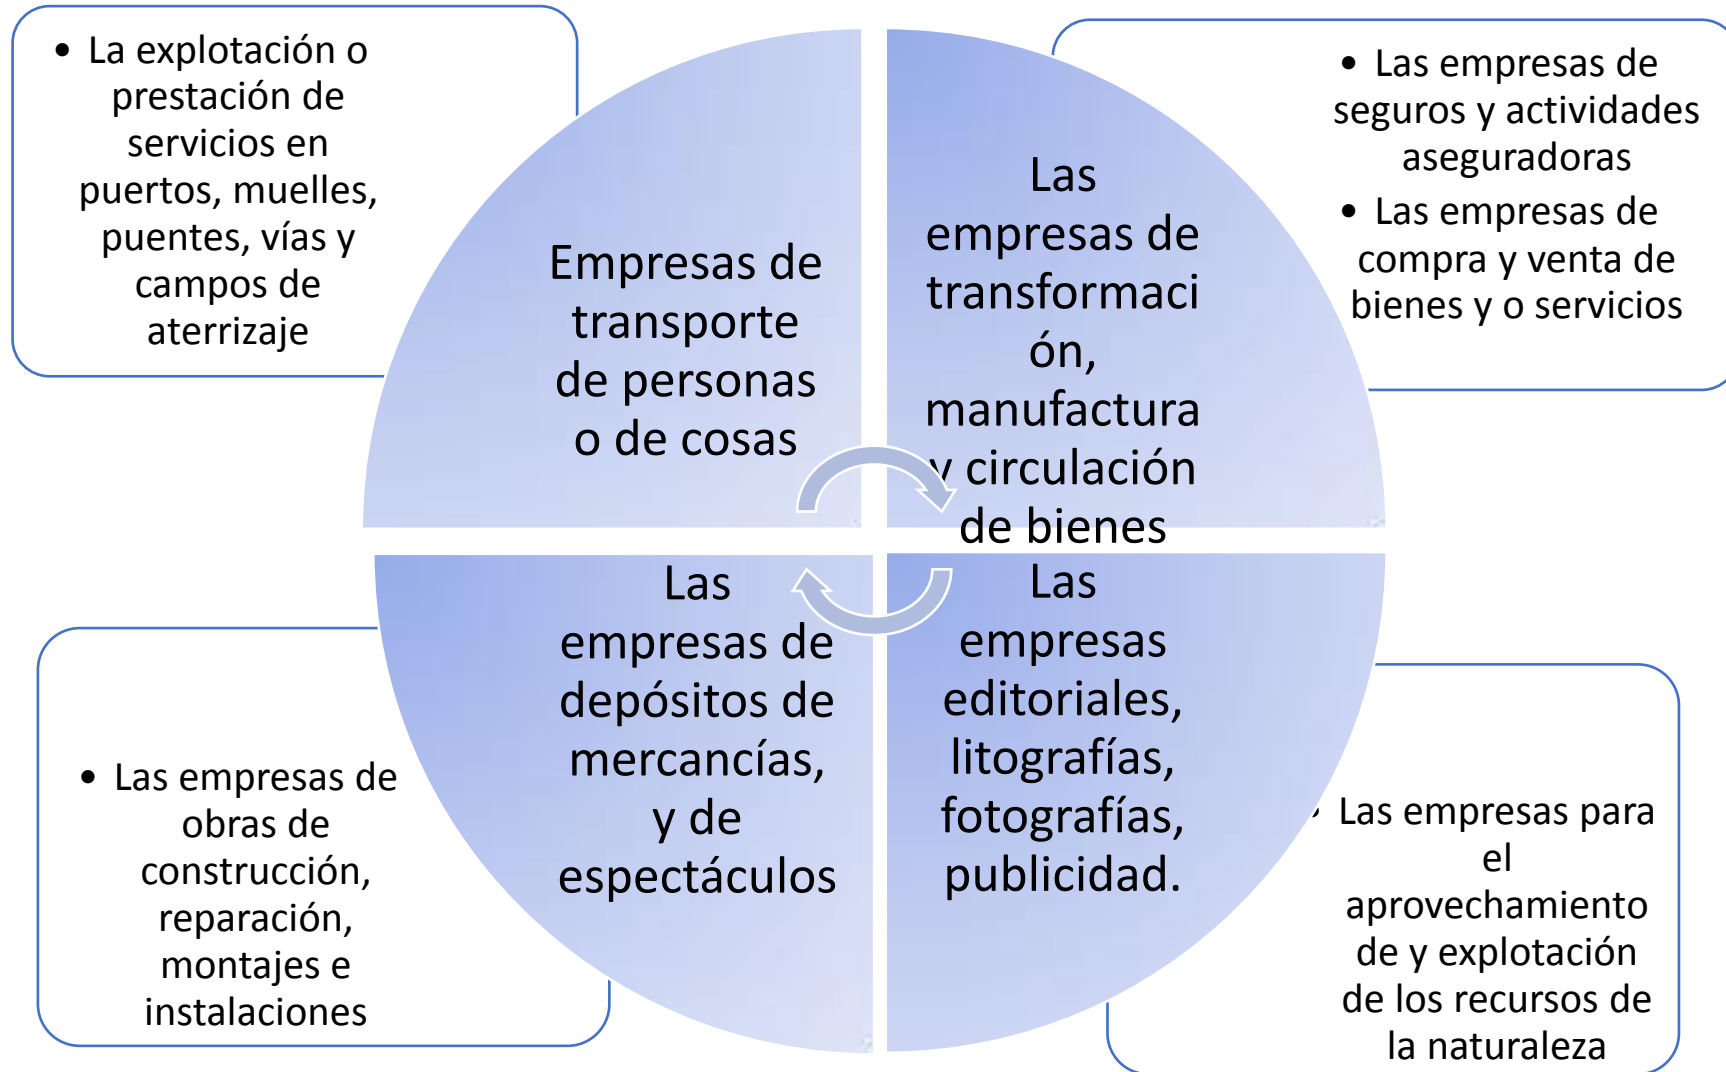 • La explotación o
prestación de
servicios en
puertos, muelles,
puentes, vías y
campos de
aterrizaje
Empresas de
transporte
de personas
o de cosas
Las
empresas de
transformaci
ón,
manufactura
y circulación
de bienes
• Las empresas de
seguros y actividades
aseguradoras
• Las empresas de
compra y venta de
bienes y o servicios
• Las empresas de
obras de
construcción,
reparación,
montajes e
instalaciones
Las
empresas de
depósitos de
mercancías,
y de
espectáculos
Las
empresas
editoriales,
litografías,
fotografías,
publicidad.
• Las empresas para
el
aprovechamiento
de y explotación
de los recursos de
la naturaleza